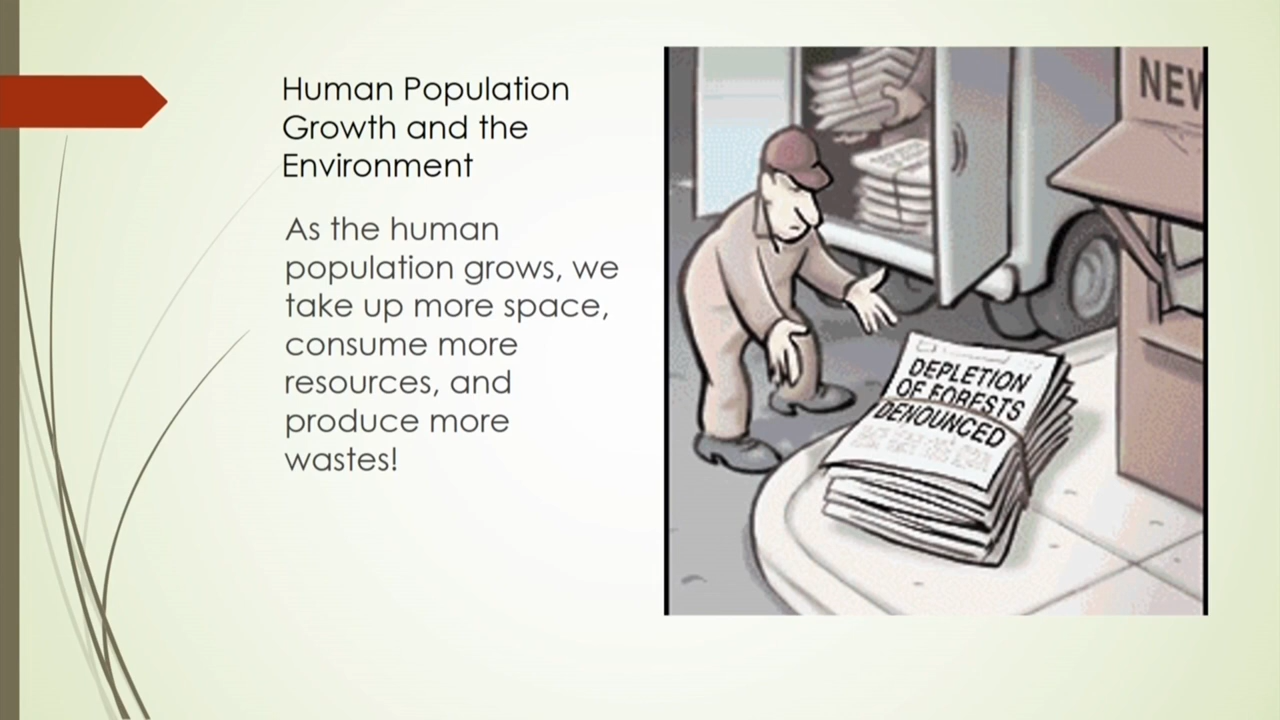 Human Population
Growth and the
Environment
As the human
population grows, we
take up more space,
consume more
resources, and
produce more
wastes!
NEW
DEPLETION
OF FORESTS
DENOUNCED